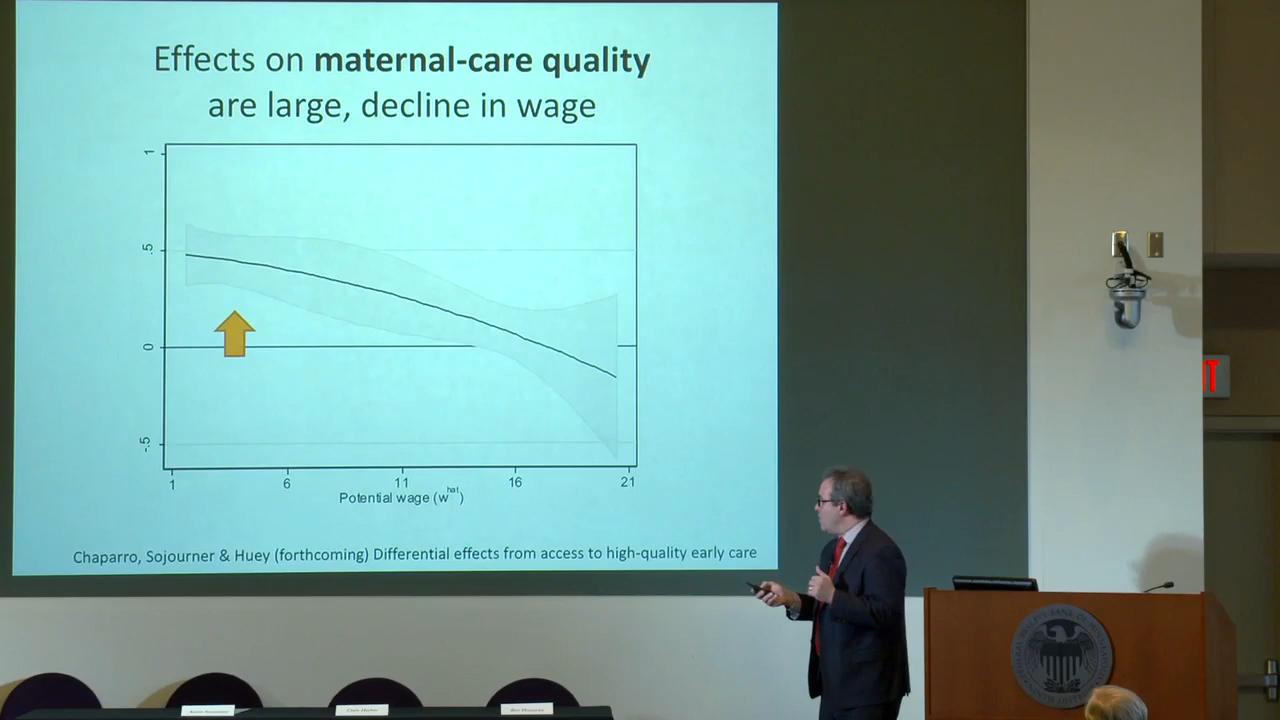 Effects on maternal-care quality
are large, decline in wage
1
.5
0
-.5
1 6 11 16 21
Potential wage (w^hat)
Chaparro, Sojourner & Huey (forthcoming) Differential effects from access to high-quality early care